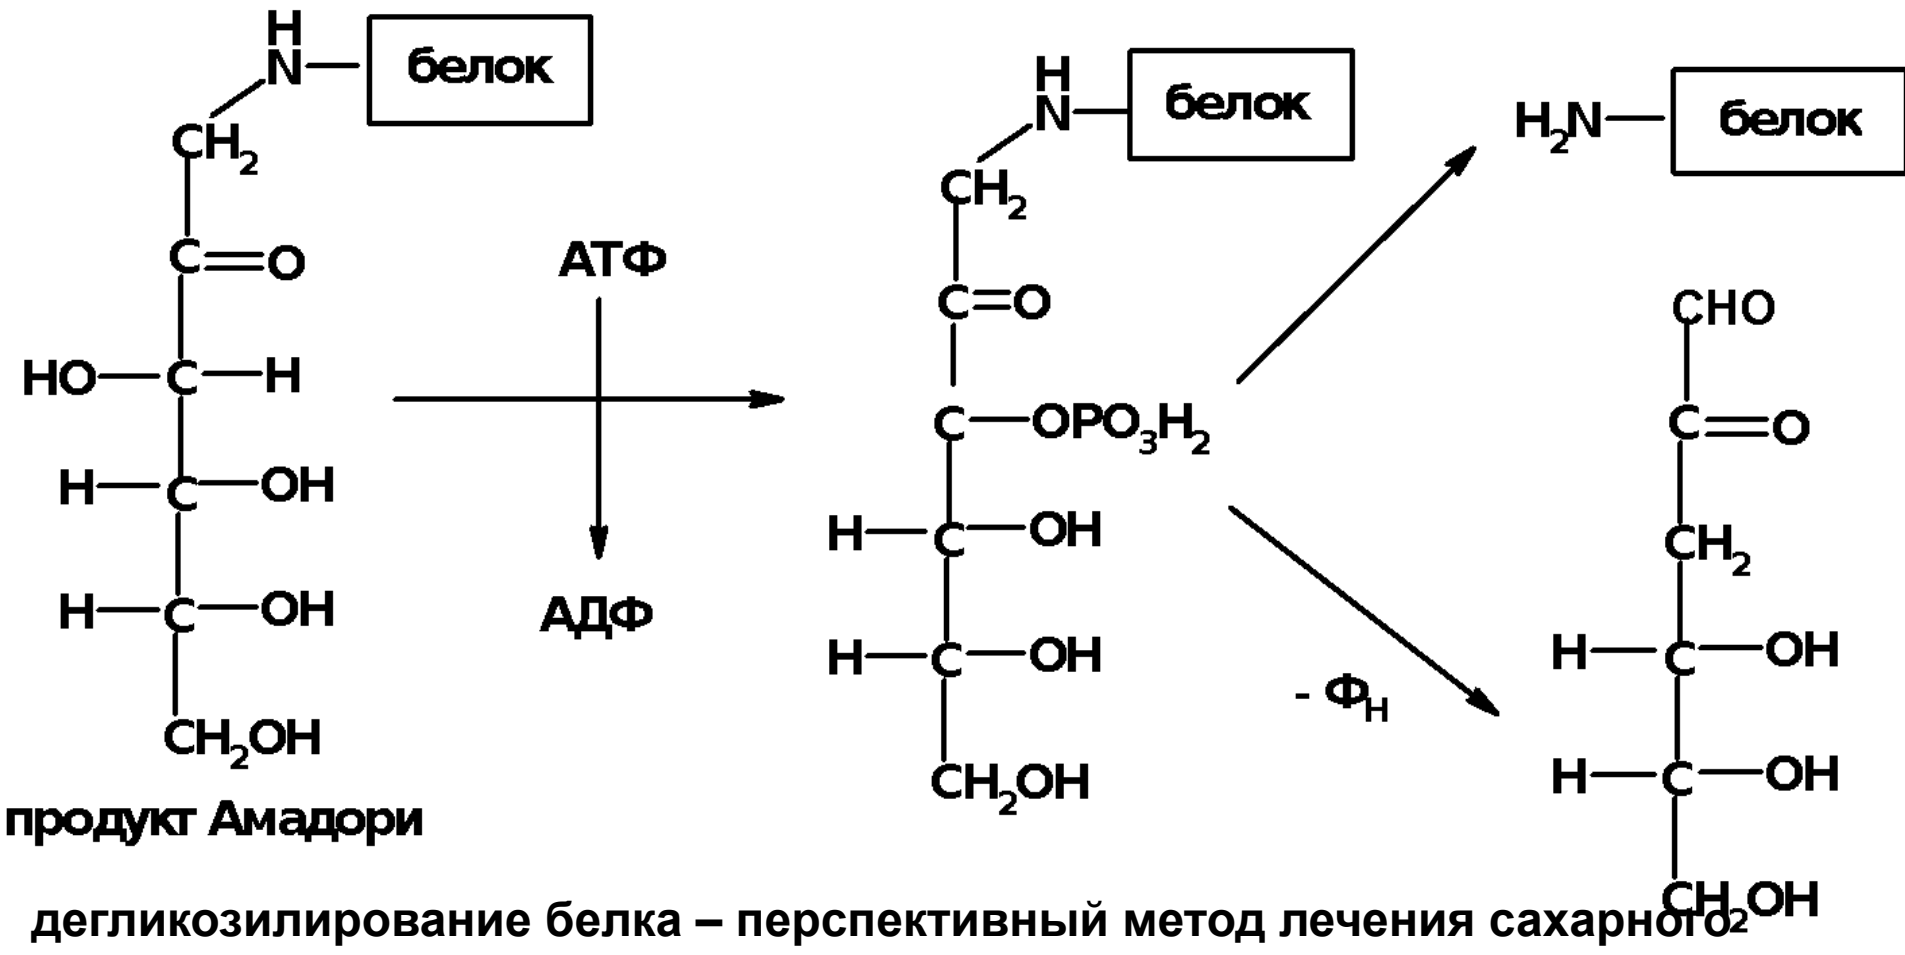 H
N
белок
CH2
C=O
HO C H
H C OH
H C OH
CH2OH
продукт Амадори
АТФ
АДФ
H
N
белок
CH2
C=O
C OPO3H2
H C OH
H C OH
CH2OH
- ФН
H2N
белок
CHO
C=O
CH2
H C OH
H C OH
CH2OH
дегликозилирование белка – перспективный метод лечения сахарного